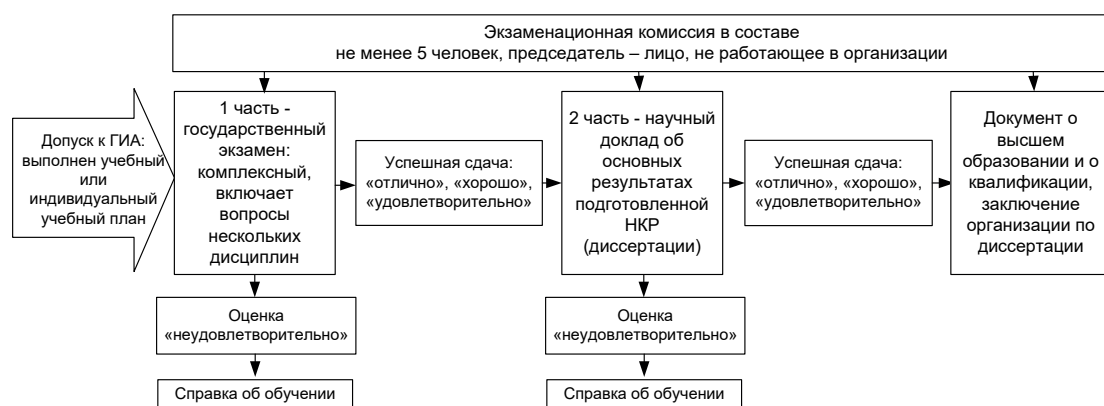 Экзаменационная комиссия в составе
не менее 5 человек, председатель – лицо, не работающее в организации
Допуск к ГИА:
выполнен учебный
или
индивидуальный
учебный план
1 часть -
государственный
экзамен:
комплексный,
включает
вопросы
нескольких
дисциплин
Успешная сдача:
«отлично», «хорошо»,
«удовлетворительно»
2 часть - научный
доклад об
основных
результатах
подготовленной
НКР
(диссертации)
Успешная сдача:
«отлично», «хорошо»,
«удовлетворительно»
Документ о
высшем
образовании и о
квалификации,
заключение
организации по
диссертации
Оценка
«неудовлетворительно»
Оценка
«неудовлетворительно»
Справка об обучении
Справка об обучении